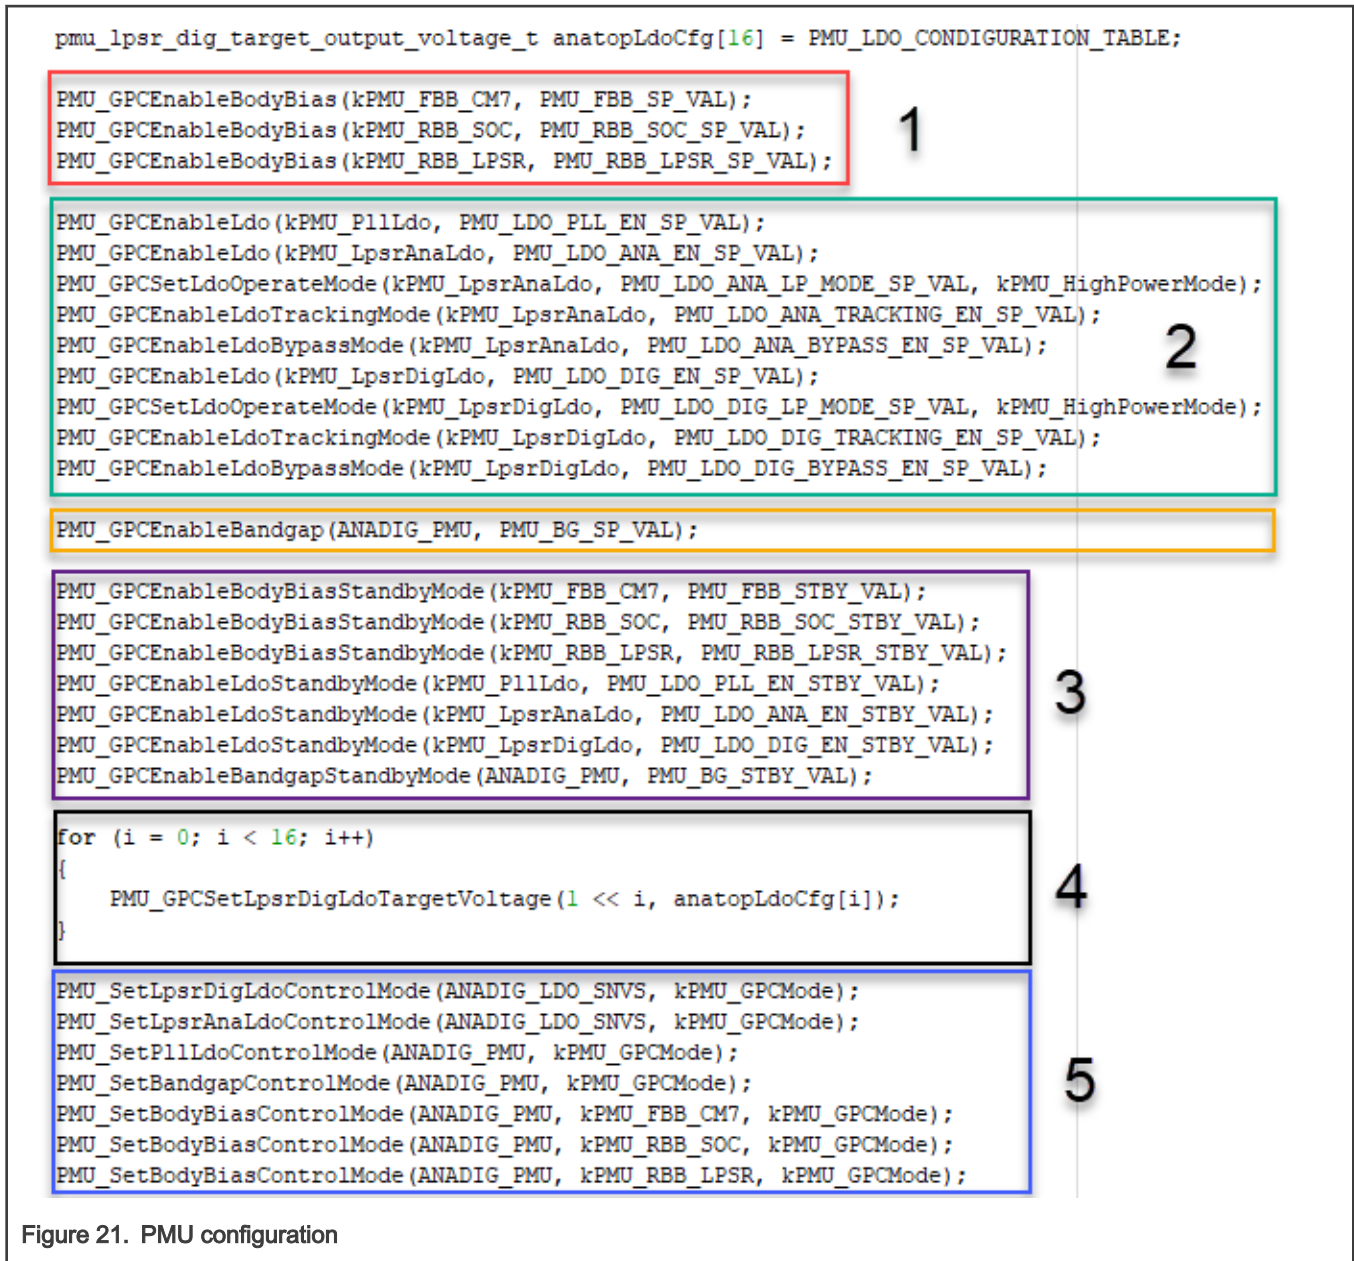 pmu_lpsr_dig_target_output_voltage_t anatopLdoCfg[16] = PMU_LDO_CONDIGURATION_TABLE;
PMU_GPCEnableBodyBias(kPMU_FBB_CM7, PMU_FBB_SP_VAL);
PMU_GPCEnableBodyBias(kPMU_RBB_SOC, PMU_RBB_SOC_SP_VAL);
PMU_GPCEnableBodyBias(kPMU_RBB_LPSR, PMU_RBB_LPSR_SP_VAL);
1
PMU_GPCEnableLdo(kPMU_PllLdo, PMU_LDO_PLL_EN_SP_VAL);
PMU_GPCEnableLdo(kPMU_LpsrAnaLdo, PMU_LDO_ANA_EN_SP_VAL);
PMU_GPCSetLdoOperateMode(kPMU_LpsrAnaLdo, PMU_LDO_ANA_LP_MODE_SP_VAL, kPMU_HighPowerMode);
PMU_GPCEnableLdoTrackingMode(kPMU_LpsrAnaLdo, PMU_LDO_ANA_TRACKING_EN_SP_VAL);
PMU_GPCEnableLdoBypassMode(kPMU_LpsrAnaLdo, PMU_LDO_ANA_BYPASS_EN_SP_VAL);
PMU_GPCEnableLdo(kPMU_LpsrDigLdo, PMU_LDO_DIG_EN_SP_VAL);
PMU_GPCSetLdoOperateMode(kPMU_LpsrDigLdo, PMU_LDO_DIG_LP_MODE_SP_VAL, kPMU_HighPowerMode);
PMU_GPCEnableLdoTrackingMode(kPMU_LpsrDigLdo, PMU_LDO_DIG_TRACKING_EN_SP_VAL);
PMU_GPCEnableLdoBypassMode(kPMU_LpsrDigLdo, PMU_LDO_DIG_BYPASS_EN_SP_VAL);
2
PMU_GPCEnableBandgap(ANADIG_PMU, PMU_BG_SP_VAL);
PMU_GPCEnableBodyBiasStandbyMode(kPMU_FBB_CM7, PMU_FBB_STBY_VAL);
PMU_GPCEnableBodyBiasStandbyMode(kPMU_RBB_SOC, PMU_RBB_SOC_STBY_VAL);
PMU_GPCEnableBodyBiasStandbyMode(kPMU_RBB_LPSR, PMU_RBB_LPSR_STBY_VAL);
PMU_GPCEnableLdoStandbyMode(kPMU_PllLdo, PMU_LDO_PLL_EN_STBY_VAL);
PMU_GPCEnableLdoStandbyMode(kPMU_LpsrAnaLdo, PMU_LDO_ANA_EN_STBY_VAL);
PMU_GPCEnableLdoStandbyMode(kPMU_LpsrDigLdo, PMU_LDO_DIG_EN_STBY_VAL);
PMU_GPCEnableBandgapStandbyMode(ANADIG_PMU, PMU_BG_STBY_VAL);
3
for (i = 0; i < 16; i++)
{
PMU_GPCSetLpsrDigLdoTargetVoltage(1 << i, anatopLdoCfg[i]);
}
4
PMU_SetLpsrDigLdoControlMode(ANADIG_LDO_SNVS, kPMU_GPCMode);
PMU_SetLpsrAnaLdoControlMode(ANADIG_LDO_SNVS, kPMU_GPCMode);
PMU_SetPllLdoControlMode(ANADIG_PMU, kPMU_GPCMode);
PMU_SetBandgapControlMode(ANADIG_PMU, kPMU_GPCMode);
PMU_SetBodyBiasControlMode(ANADIG_PMU, kPMU_FBB_CM7, kPMU_GPCMode);
PMU_SetBodyBiasControlMode(ANADIG_PMU, kPMU_RBB_SOC, kPMU_GPCMode);
PMU_SetBodyBiasControlMode(ANADIG_PMU, kPMU_RBB_LPSR, kPMU_GPCMode);
5
Figure 21. PMU configuration